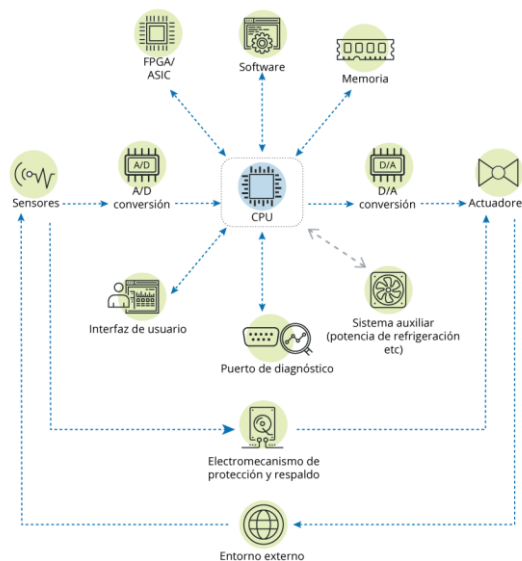 FPGA/
ASIC
Software
Memoria
A/D
D/A
Sensores
A/D
conversión
CPU
D/A
conversión
Actuadore
Interfaz de usuario
Sistema auxiliar
(potencia de refrigeración
etc)
Puerto de diagnóstico
Electromecanismo de
protección y respaldo
Entorno externo